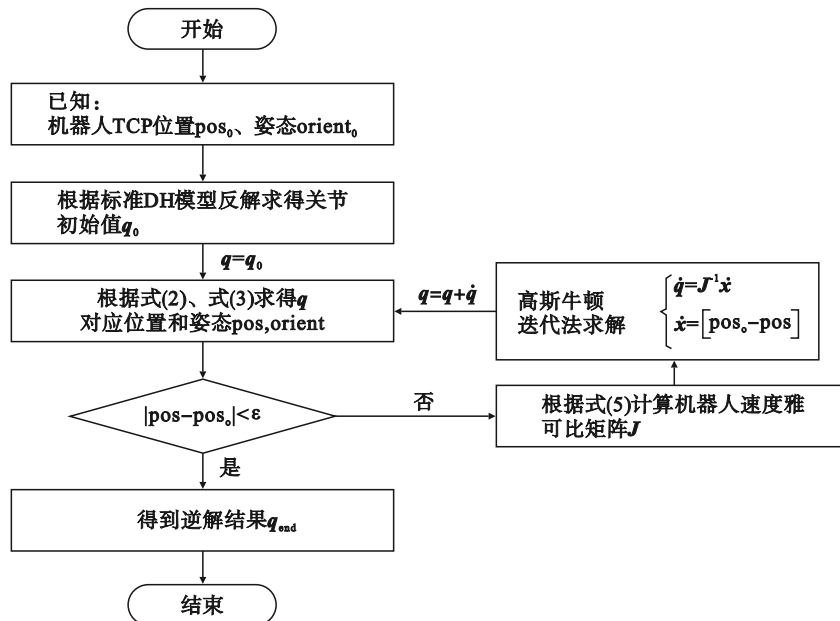 开始
已知：
机器人TCP位置pos₀、姿态orient₀
根据标准DH模型反解求得关节
初始值q₀
q=q₀
根据式(2)、式(3)求得q
对应位置和姿态pos,orient
q=q+q̇
高斯牛顿
迭代法求解
q̇=J⁻¹ẋ
ẋ=[pos₀−pos]
|pos−pos₀|<ε
否
根据式(5)计算机器人速度雅
可比矩阵J
是
得到逆解结果q_end
结束